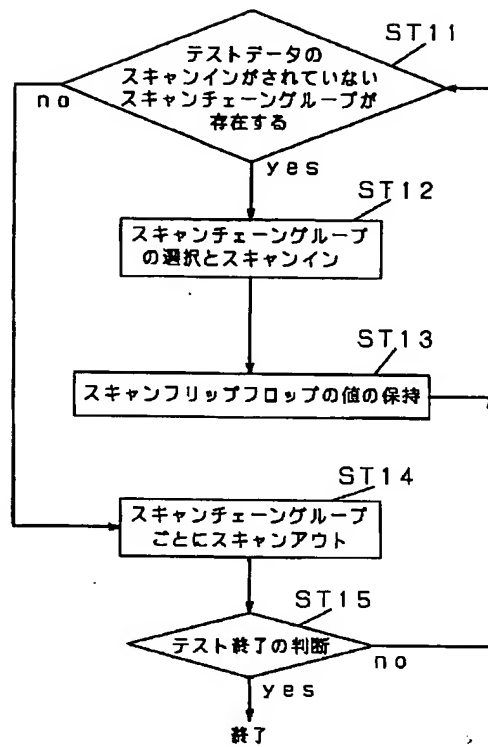 ST11
テストデータの
スキャンインがされていない
スキャンチェーングループが
存在する
no
yes
ST12
スキャンチェーングループ
の選択とスキャンイン
ST13
スキャンフリップフロップの値の保持
ST14
スキャンチェーングループ
ごとにスキャンアウト
ST15
テスト終了の判断
no
yes
終了